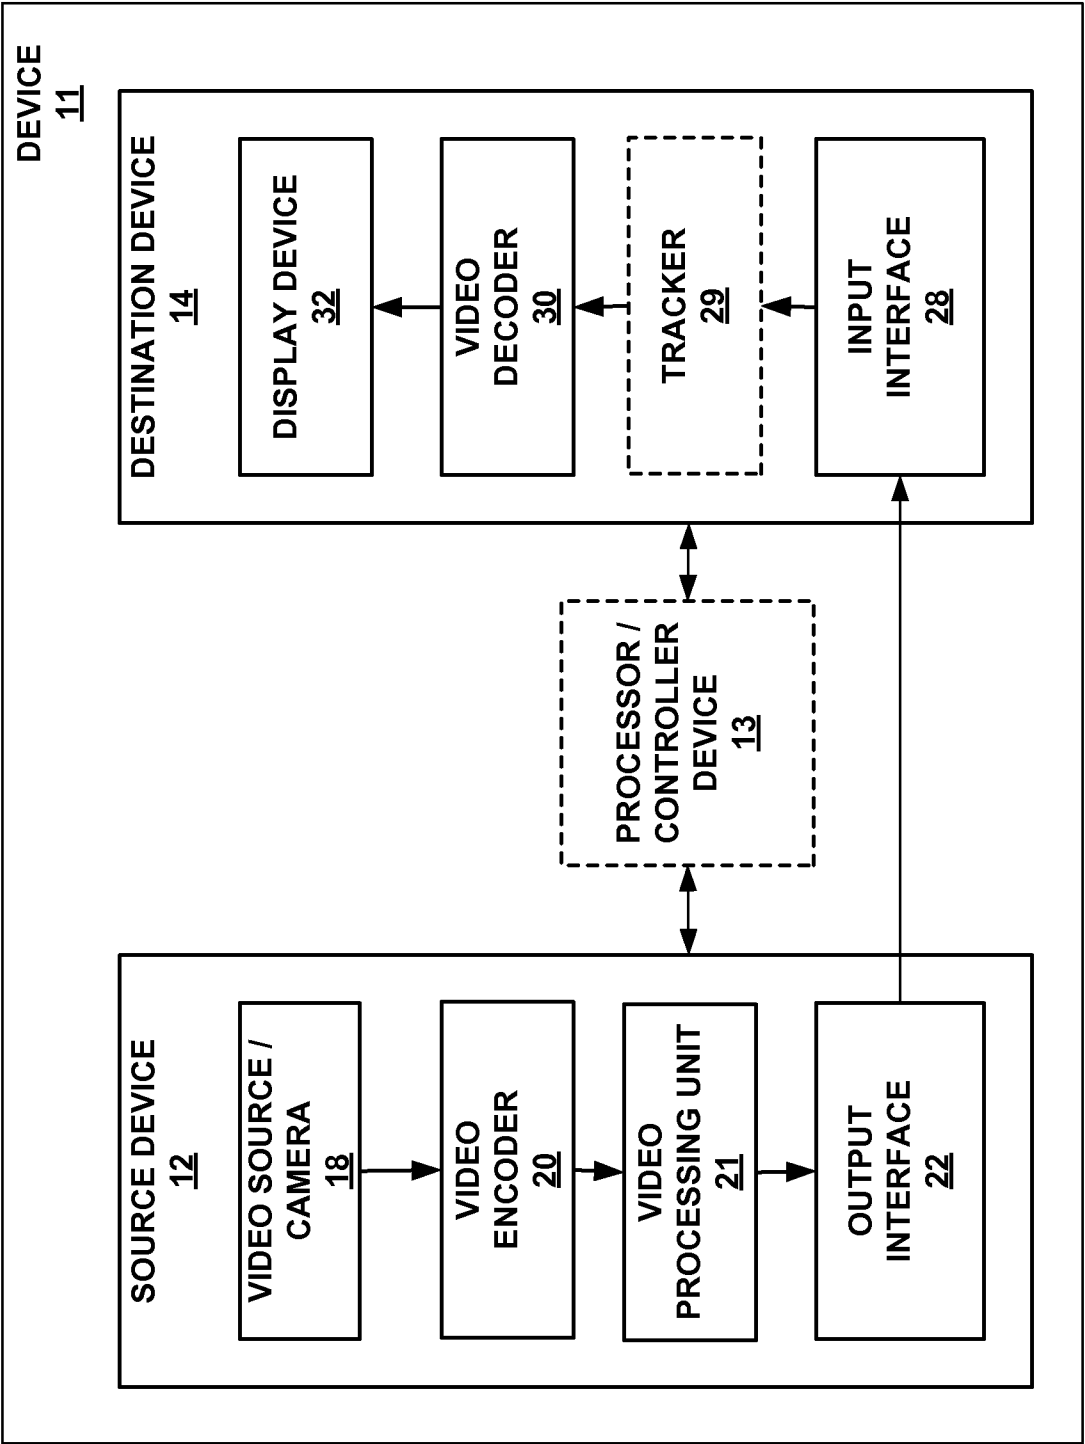 DEVICE
11
SOURCE DEVICE
12
VIDEO SOURCE /
CAMERA
18
VIDEO
ENCODER
20
VIDEO
PROCESSING UNIT
21
OUTPUT
INTERFACE
22
PROCESSOR /
CONTROLLER
DEVICE
13
DESTINATION DEVICE
14
DISPLAY DEVICE
32
VIDEO
DECODER
30
TRACKER
29
INPUT
INTERFACE
28